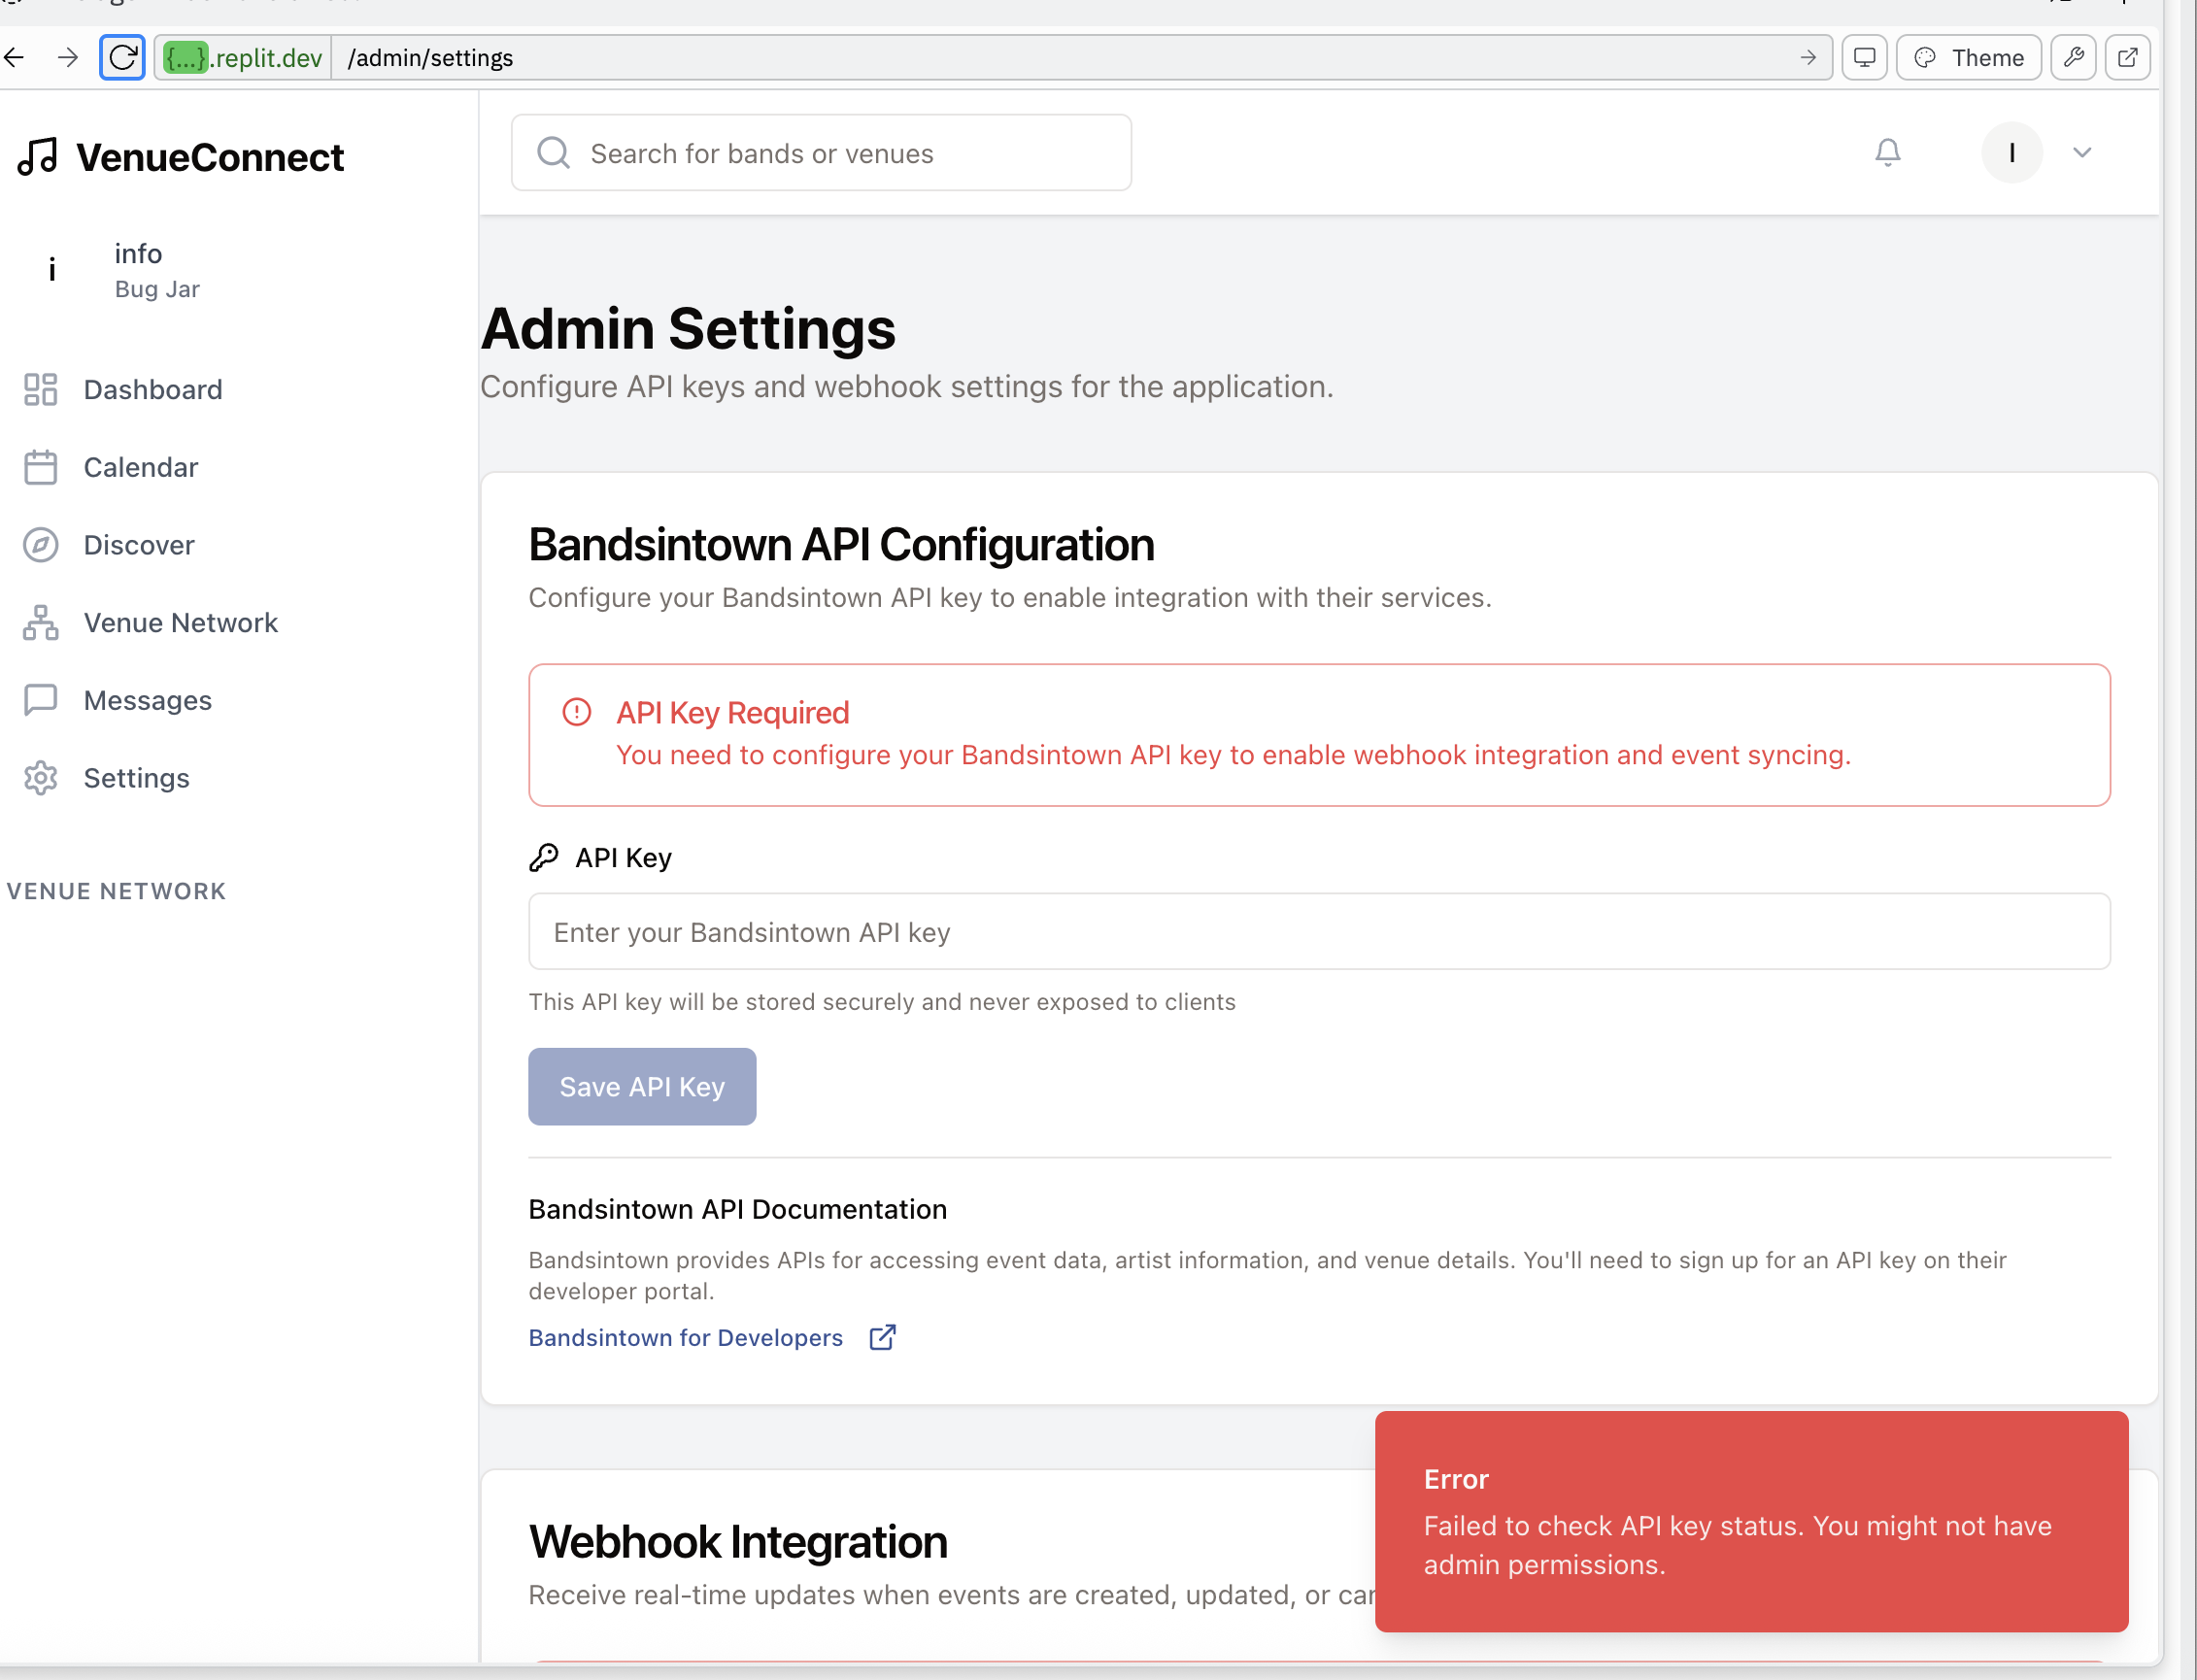 {...}.replit.dev /admin/settings
Theme
VenueConnect
Search for bands or venues
I
i
info
Bug Jar
Dashboard
Calendar
Discover
Venue Network
Messages
Settings
VENUE NETWORK
Admin Settings
Configure API keys and webhook settings for the application.
Bandsintown API Configuration
Configure your Bandsintown API key to enable integration with their services.
API Key Required
You need to configure your Bandsintown API key to enable webhook integration and event syncing.
API Key
Enter your Bandsintown API key
This API key will be stored securely and never exposed to clients
Save API Key
Bandsintown API Documentation
Bandsintown provides APIs for accessing event data, artist information, and venue details. You'll need to sign up for an API key on their
developer portal.
Bandsintown for Developers
Webhook Integration
Receive real-time updates when events are created, updated, or
Error
Failed to check API key status. You might not have
admin permissions.